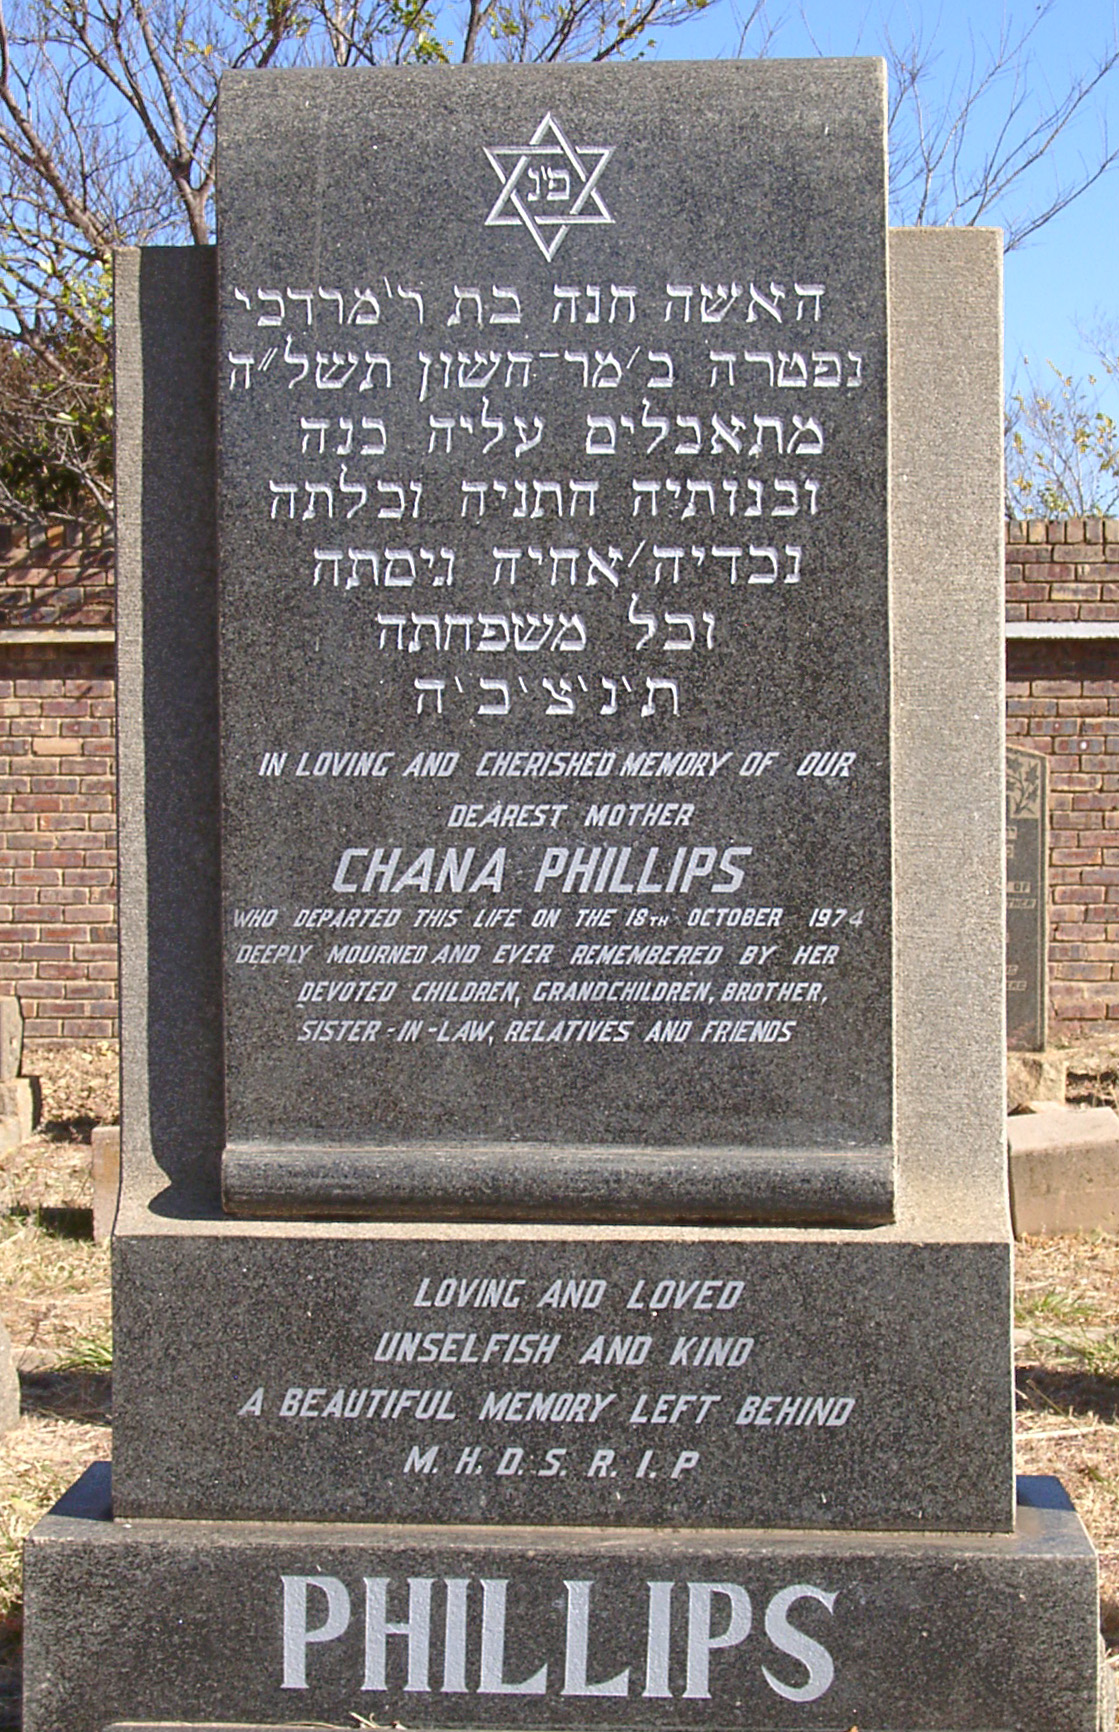 פ"נ
האשה חנה בת ר'מרדכי
נפטרה ב'מר־חשון תשל"ה
מתאבלים עליה בנה
ובנותיה חתניה וכלתה
נכדיה/אחיה גיסתה
וכל משפחתה
ת'נ'צ'ב'ה
IN LOVING AND CHERISHED MEMORY OF OUR
DEAREST MOTHER
CHANA PHILLIPS
WHO DEPARTED THIS LIFE ON THE 18TH OCTOBER 1974
DEEPLY MOURNED AND EVER REMEMBERED BY HER
DEVOTED CHILDREN, GRANDCHILDREN, BROTHER,
SISTER-IN-LAW, RELATIVES AND FRIENDS
LOVING AND LOVED
UNSELFISH AND KIND
A BEAUTIFUL MEMORY LEFT BEHIND
M. H. D. S. R. I. P
PHILLIPS